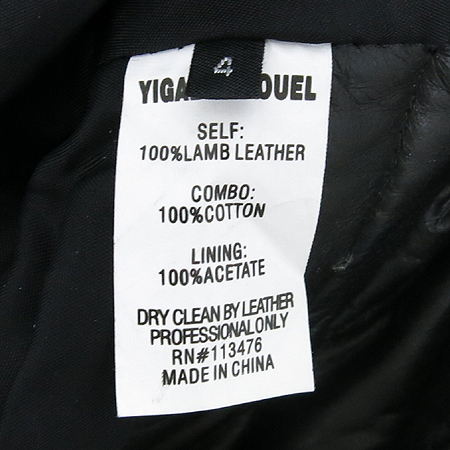 4
SELF:
100%LAMB LEATHER
COMBO:
100%COTTON
LINING:
100%ACETATE
DRY CLEAN BY LEATHER
PROFESSIONAL ONLY
RN#113476
MADE IN CHINA